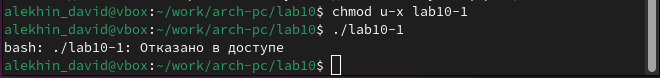 alekhin_david@vbox:~/work/arch-pc/lab10$ chmod u-x lab10-1
alekhin_david@vbox:~/work/arch-pc/lab10$ ./lab10-1
bash: ./lab10-1: Отказано в доступе
alekhin_david@vbox:~/work/arch-pc/lab10$